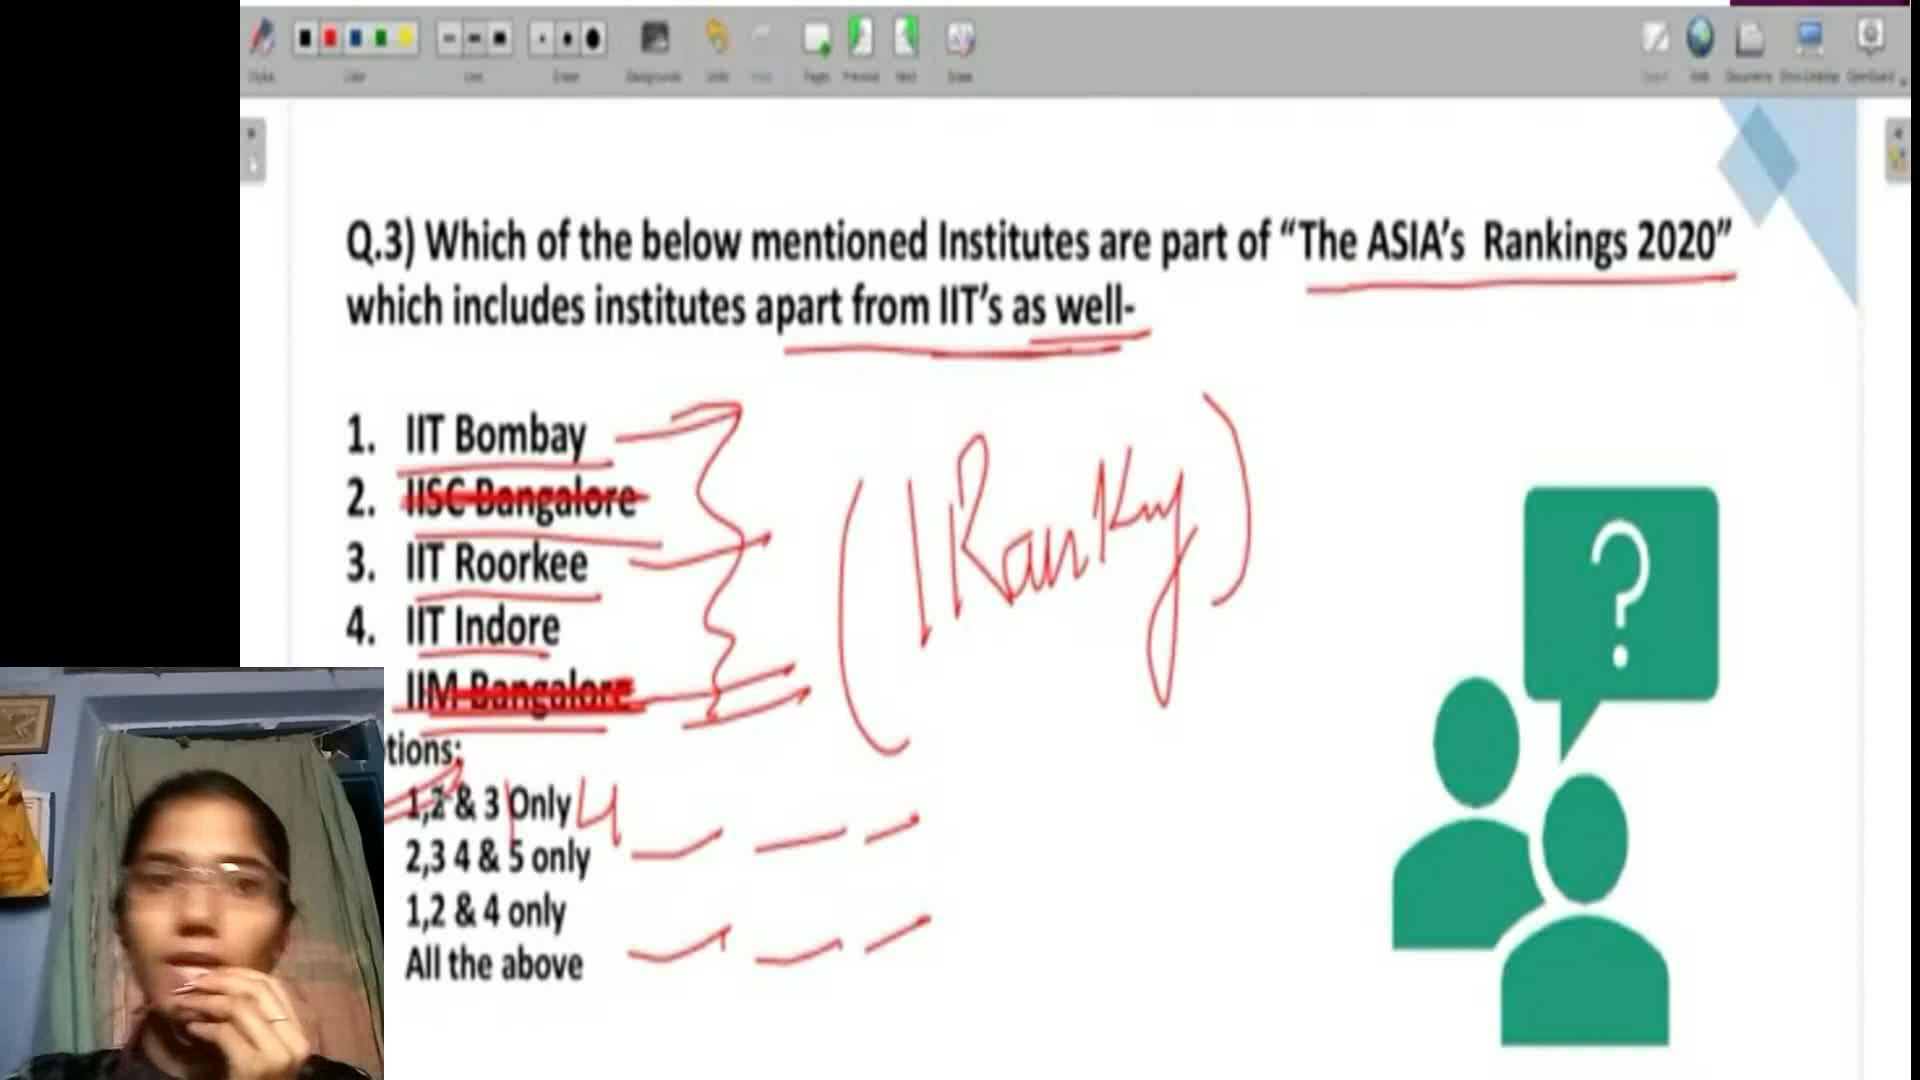 Q.3) Which of the below mentioned Institutes are part of “The ASIA’s Rankings 2020”
which includes institutes apart from IIT’s as well-
1. IIT Bombay
2. IISC Bangalore
3. IIT Roorkee
4. IIT Indore
IIM Bangalore
tions:
1,2 & 3 Only
2,3 4 & 5 only
1,2 & 4 only
All the above